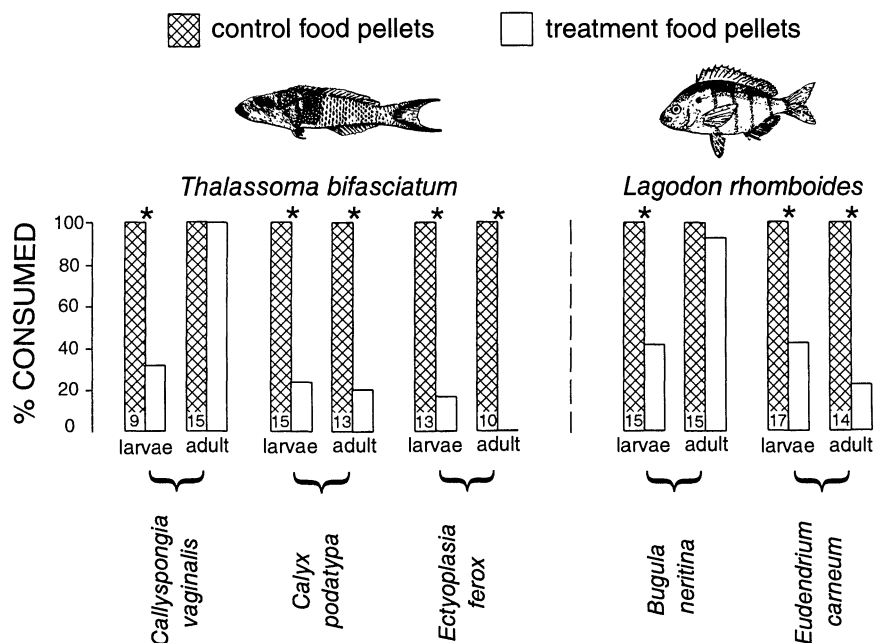 control food pellets treatment food pellets
Thalassoma bifasciatum Lagodon rhomboides
% CONSUMED
100
80
60
40
20
0
* * * * * * * *
9 15 15 13 13 10 15 15 17 14
larvae adult larvae adult larvae adult larvae adult larvae adult
Callyspongia
vaginalis
Calyx
podatypa
Ectyoplasia
ferox
Bugula
neritina
Eudendrium
carneum